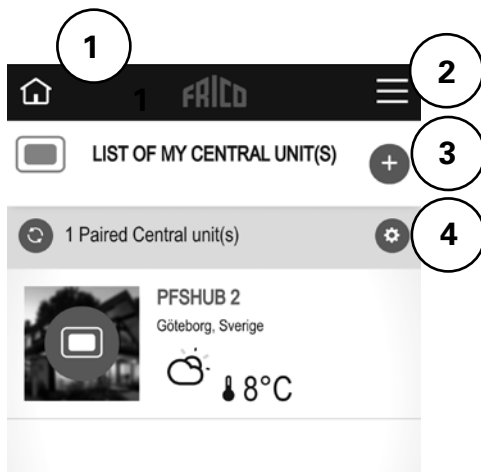 1
2
1 FRICO
LIST OF MY CENTRAL UNIT(S)
3
1 Paired Central unit(s)
4
PFSHUB 2
Göteborg, Sverige
8°C